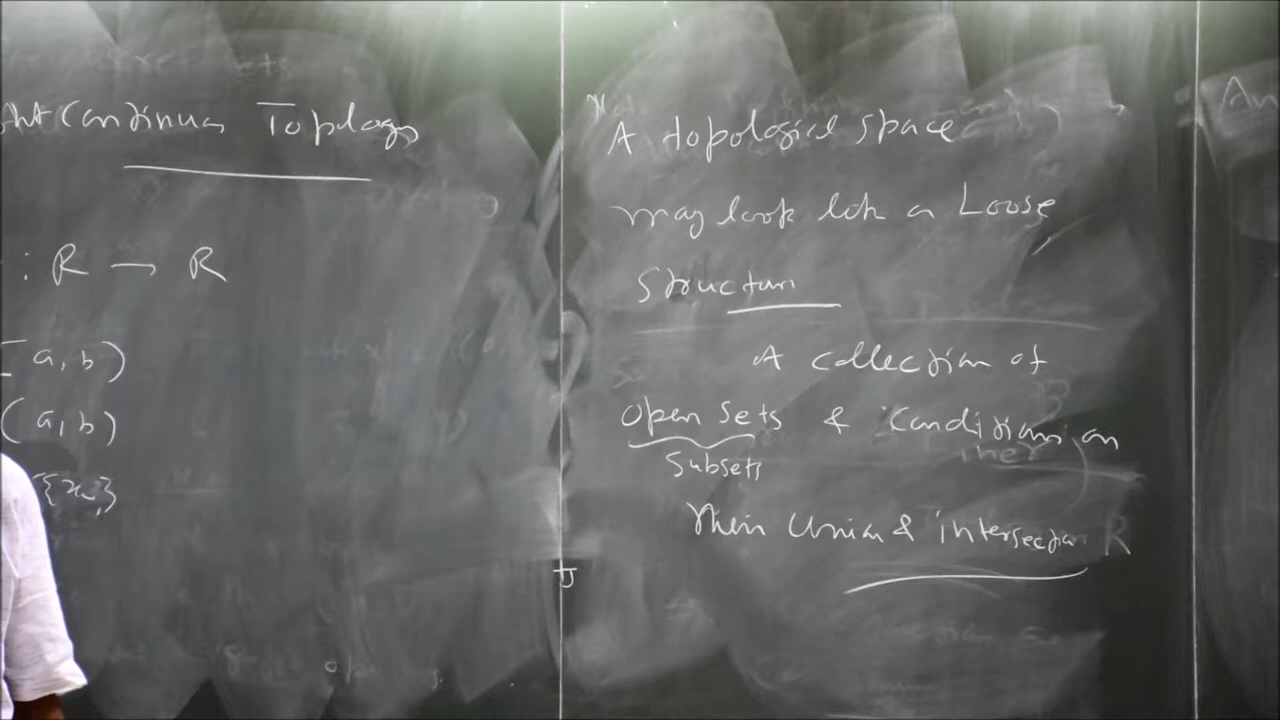 Continuous Topology
: R → R
[a, b)
(a, b)
{xₙ}
A topological space
may look like a Loose
Structure
A collection of
Open Sets & Conditions on
Subsets
Their Union & intersection R